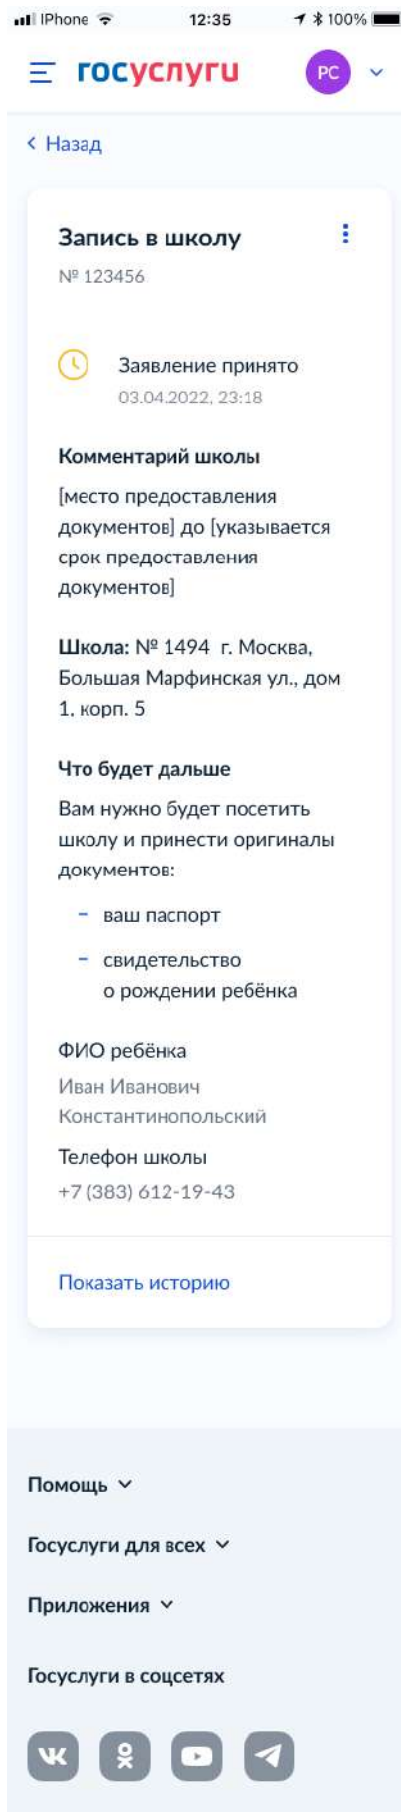 IPhone 12:35 100%
госуслуги РС
Назад
Запись в школу
№ 123456
Заявление принято
03.04.2022, 23:18
Комментарий школы
[место предоставления
документов] до [указывается
срок предоставления
документов]
Школа: № 1494 г. Москва,
Большая Марфинская ул., дом
1, корп. 5
Что будет дальше
Вам нужно будет посетить
школу и принести оригиналы
документов:
– ваш паспорт
– свидетельство
о рождении ребёнка
ФИО ребёнка
Иван Иванович
Константинопольский
Телефон школы
+7 (383) 612-19-43
Показать историю
Помощь
Госуслуги для всех
Приложения
Госуслуги в соцсетях